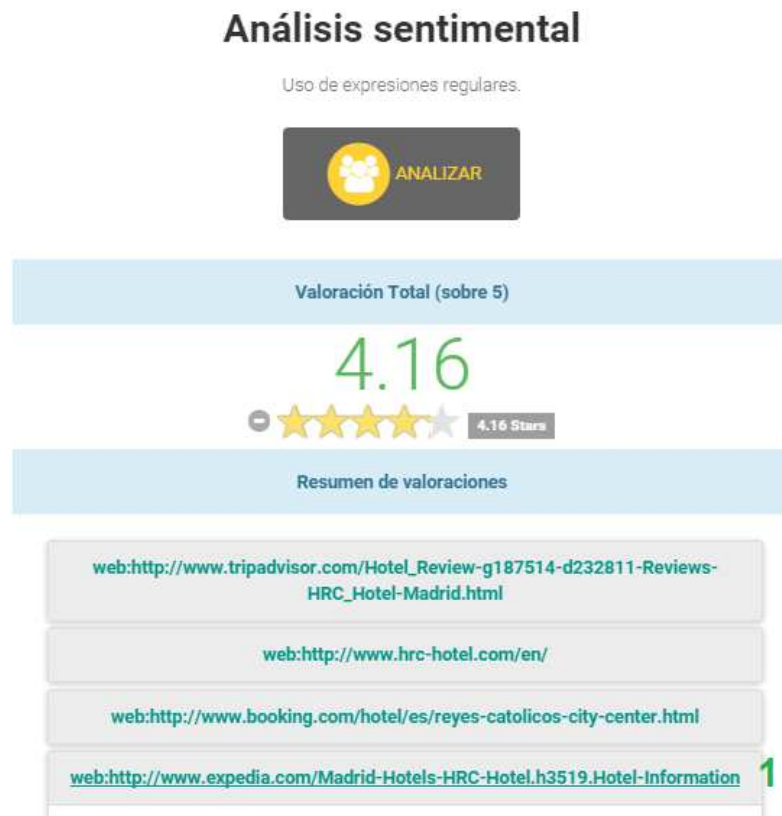 Análisis sentimental
Uso de expresiones regulares.
ANALIZAR
Valoración Total (sobre 5)
4.16
4.16 Stars
Resumen de valoraciones
web:http://www.tripadvisor.com/Hotel_Review-g187514-d232811-Reviews-
HRC_Hotel-Madrid.html
web:http://www.hrc-hotel.com/en/
web:http://www.booking.com/hotel/es/reyes-catolicos-city-center.html
web:http://www.expedia.com/Madrid-Hotels-HRC-Hotel.h3519.Hotel-Information 1